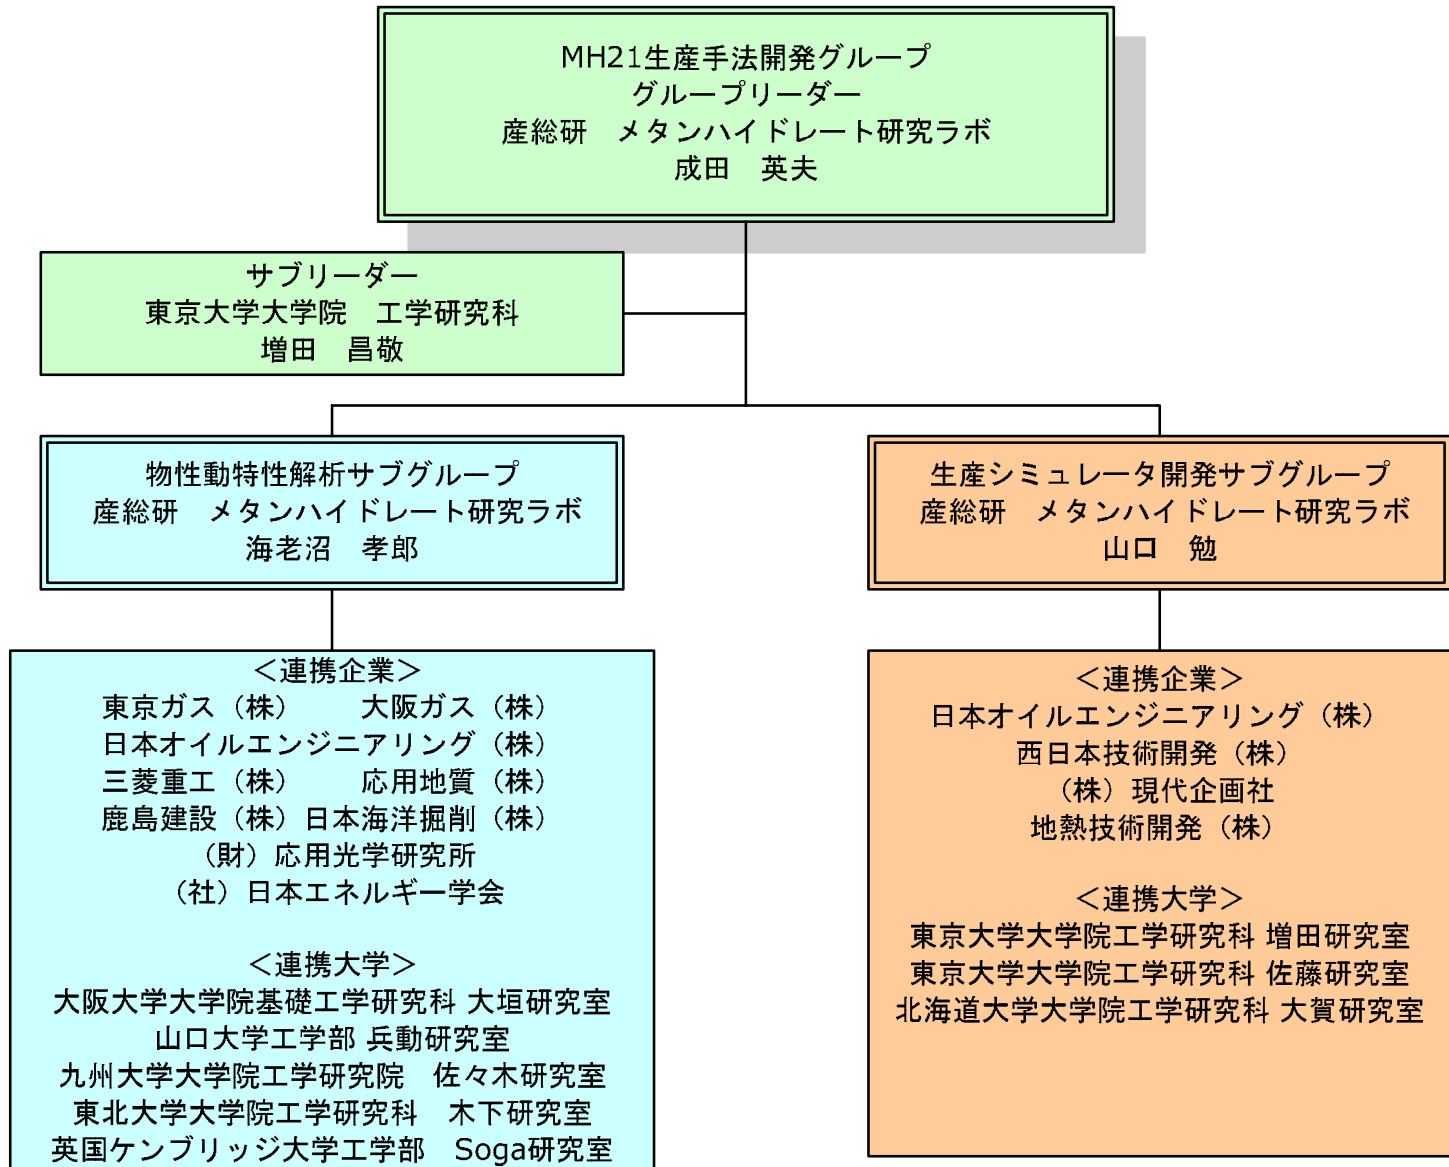 MH21生産手法開発グループ
グループリーダー
産総研　メタンハイドレート研究ラボ
成田　英夫
サブリーダー
東京大学大学院　工学研究科
増田　昌敬
物性動特性解析サブグループ
産総研　メタンハイドレート研究ラボ
海老沼　孝郎
生産シミュレータ開発サブグループ
産総研　メタンハイドレート研究ラボ
山口　勉
＜連携企業＞
東京ガス（株）　　大阪ガス（株）
日本オイルエンジニアリング（株）
三菱重工（株）　　応用地質（株）
鹿島建設（株）日本海洋掘削（株）
（財）応用光学研究所
（社）日本エネルギー学会
＜連携大学＞
大阪大学大学院基礎工学研究科 大垣研究室
山口大学工学部 兵動研究室
九州大学大学院工学研究院　佐々木研究室
東北大学大学院工学研究科　木下研究室
英国ケンブリッジ大学工学部　Soga研究室
＜連携企業＞
日本オイルエンジニアリング（株）
西日本技術開発（株）
（株）現代企画社
地熱技術開発（株）
＜連携大学＞
東京大学大学院工学研究科 増田研究室
東京大学大学院工学研究科 佐藤研究室
北海道大学大学院工学研究科 大賀研究室